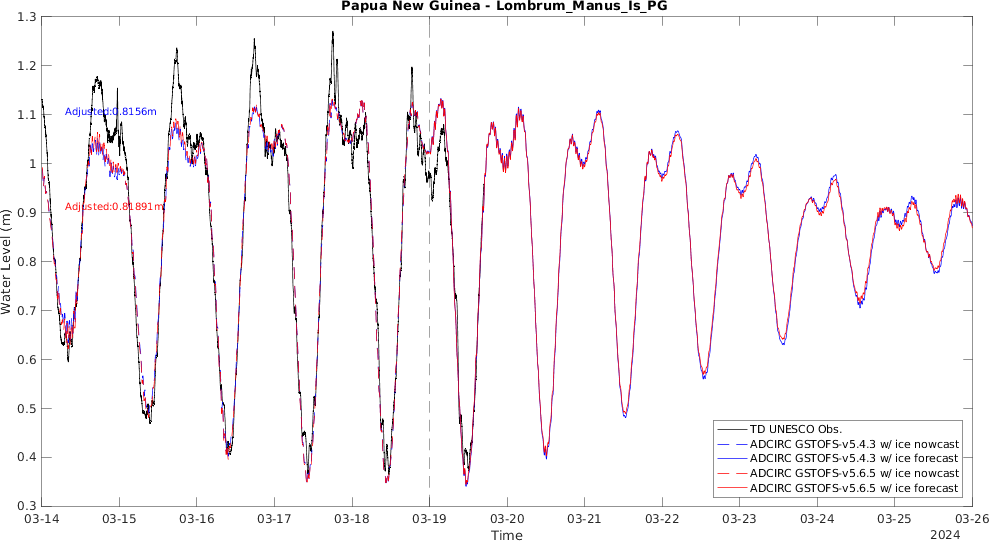 Papua New Guinea - Lombrum_Manus_Is_PG
1.3
1.2
1.1
1
0.9
0.8
0.7
0.6
0.5
0.4
0.3
Water Level (m)
Adjusted:0.8156m
Adjusted:0.81891m
TD UNESCO Obs.
ADCIRC GSTOFS-v5.4.3 w/ ice nowcast
ADCIRC GSTOFS-v5.4.3 w/ ice forecast
ADCIRC GSTOFS-v5.6.5 w/ ice nowcast
ADCIRC GSTOFS-v5.6.5 w/ ice forecast
03-14 03-15 03-16 03-17 03-18 03-19 03-20 03-21 03-22 03-23 03-24 03-25 03-26
Time
2024